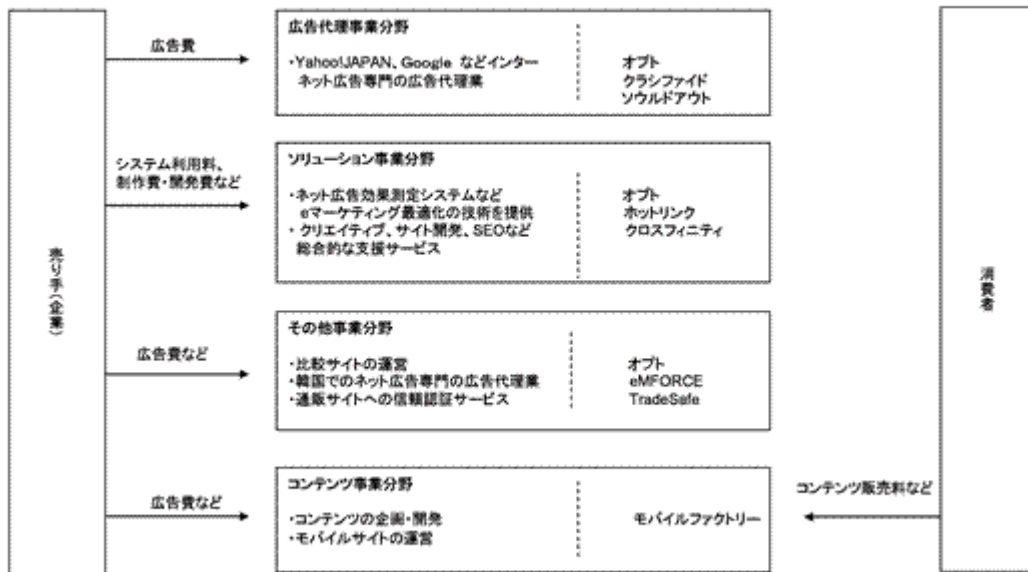 売り手(企業)
広告費
広告代理事業分野
・Yahoo!JAPAN、Google などインター
ネット広告専門の広告代理業
オプト
クラシファイド
ソウルドアウト
システム利用料、
制作費・開発費など
ソリューション事業分野
・ネット広告効果測定システムなど
eマーケティング最適化の技術を提供
・クリエイティブ、サイト開発、SEOなど
総合的な支援サービス
オプト
ホットリンク
クロスフィニティ
広告費など
その他事業分野
・比較サイトの運営
・韓国でのネット広告専門の広告代理業
・通販サイトへの信頼認証サービス
オプト
eMFORCE
TradeSafe
広告費など
コンテンツ事業分野
・コンテンツの企画・開発
・モバイルサイトの運営
モバイルファクトリー
コンテンツ販売料など
消費者